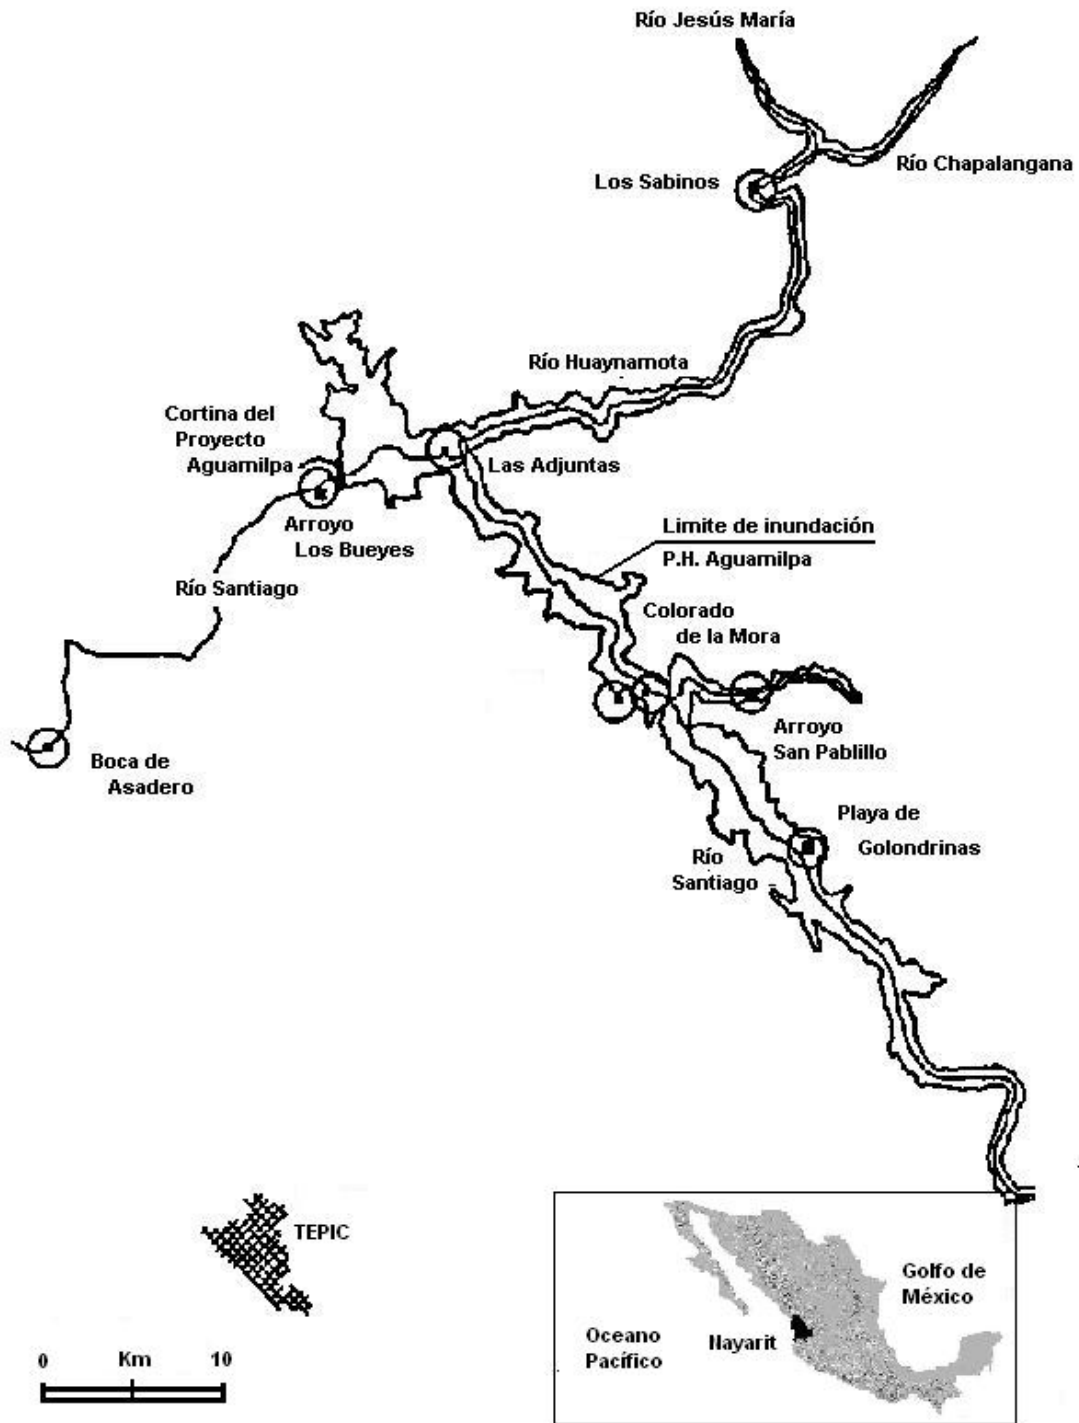 Río Jesús María
Río Chapalangana
Los Sabinos
Río Huaynamota
Cortina del
Proyecto
Aguamilpa
Las Adjuntas
Arroyo
Los Bueyes
Limite de inundación
P.H. Aguamilpa
Río Santiago
Colorado
de la Mora
Arroyo
San Pablillo
Boca de
Asadero
Playa de
Golondrinas
Río
Santiago
TEPIC
Golfo de
México
Oceano
Pacífico
Nayarit
0 Km 10